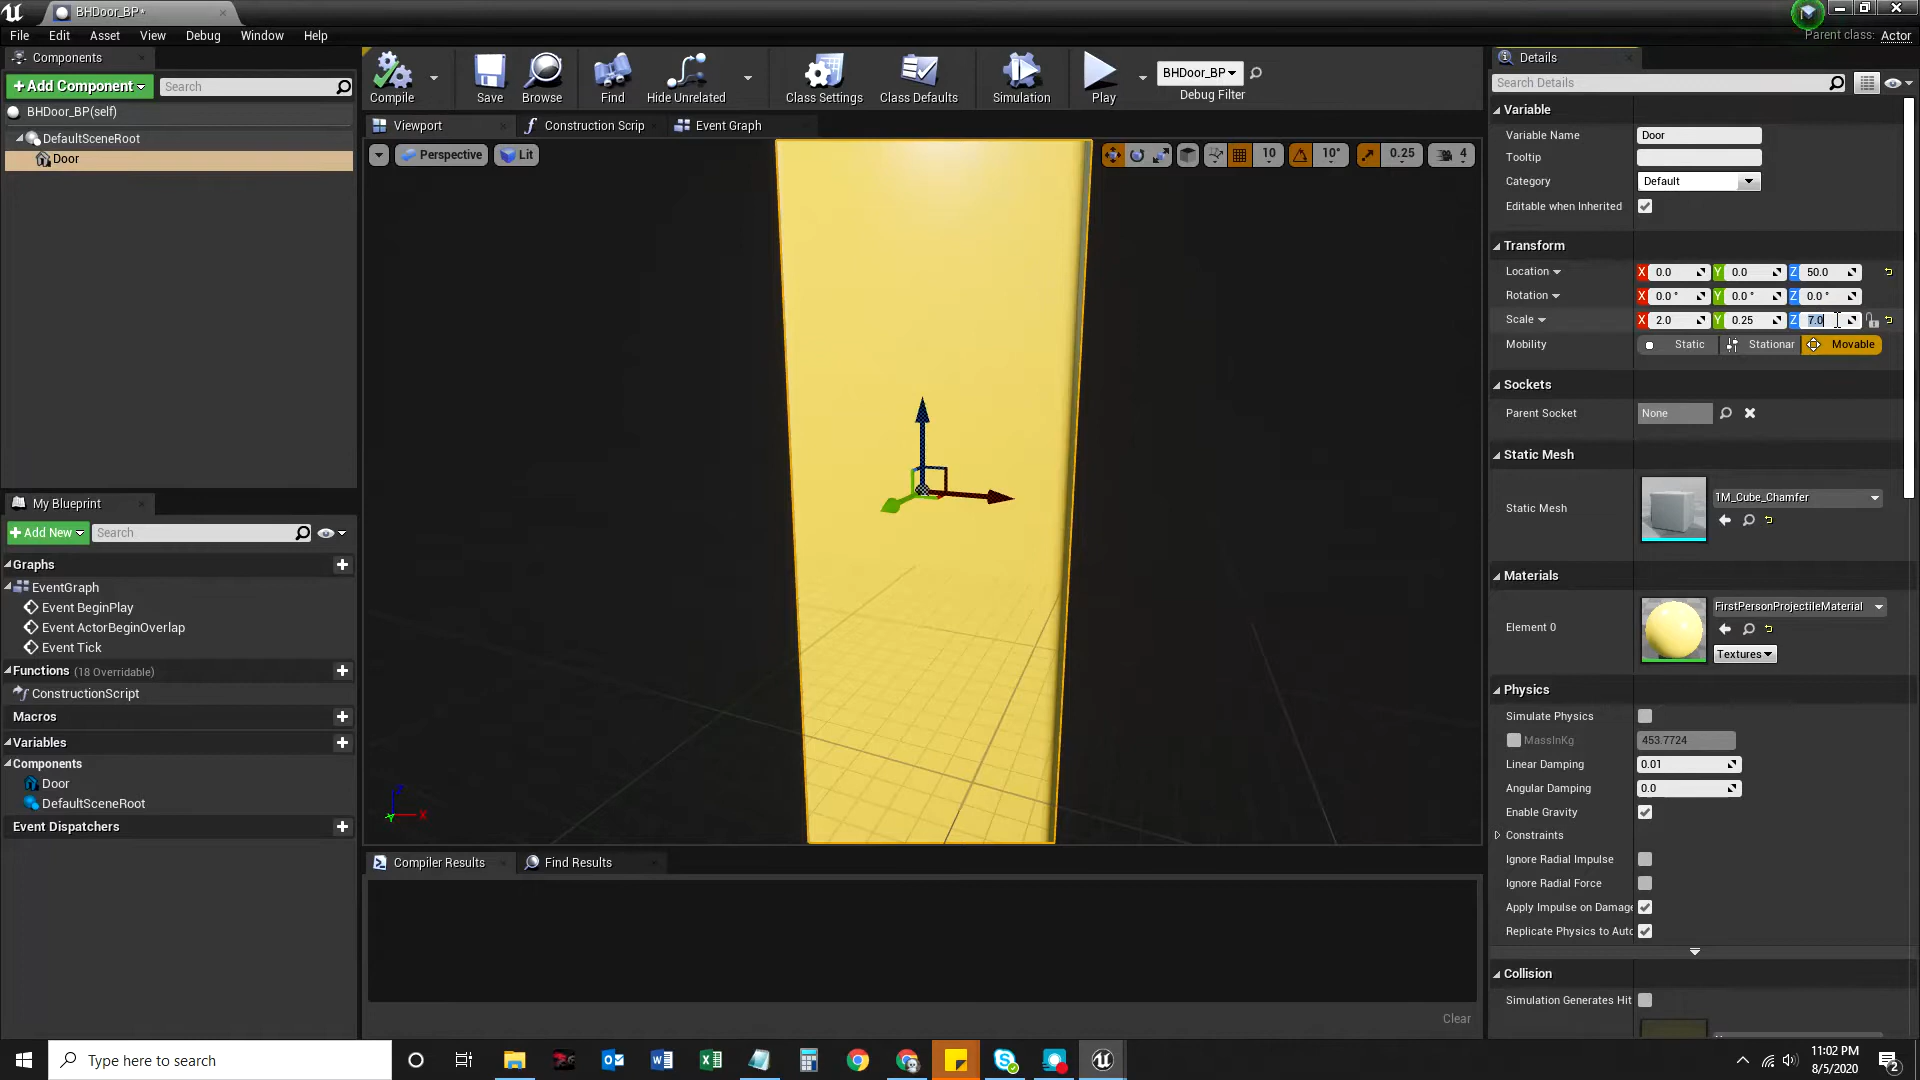 BHDoor_BP*
File Edit Asset View Debug Window Help
Parent class: Actor
Components
+ Add Component
Search
BHDoor_BP(self)
DefaultSceneRoot
Door
Compile
Save
Browse
Find
Hide Unrelated
Class Settings
Class Defaults
Simulation
Play
BHDoor_BP
Debug Filter
Viewport
Construction Scrip
Event Graph
Perspective
Lit
10
10°
0.25
4
My Blueprint
+ Add New
Search
Graphs
EventGraph
Event BeginPlay
Event ActorBeginOverlap
Event Tick
Functions (18 Overridable)
ConstructionScript
Macros
Variables
Components
Door
DefaultSceneRoot
Event Dispatchers
X
Compiler Results
Find Results
Clear
Details
Search Details
Variable
Variable Name Door
Tooltip
Category Default
Editable when Inherited
Transform
Location X 0.0 Y 0.0 Z 50.0
Rotation X 0.0 ° Y 0.0 ° Z 0.0 °
Scale X 2.0 Y 0.25 Z 7.0
Mobility Static Stationar Movable
Sockets
Parent Socket None
Static Mesh
Static Mesh 1M_Cube_Chamfer
Materials
Element 0 FirstPersonProjectileMaterial
Textures
Physics
Simulate Physics
MassInKg 453.7724
Linear Damping 0.01
Angular Damping 0.0
Enable Gravity
Constraints
Ignore Radial Impulse
Ignore Radial Force
Apply Impulse on Damage
Replicate Physics to Auto
Collision
Simulation Generates Hit
Type here to search
11:02 PM
8/5/2020
2